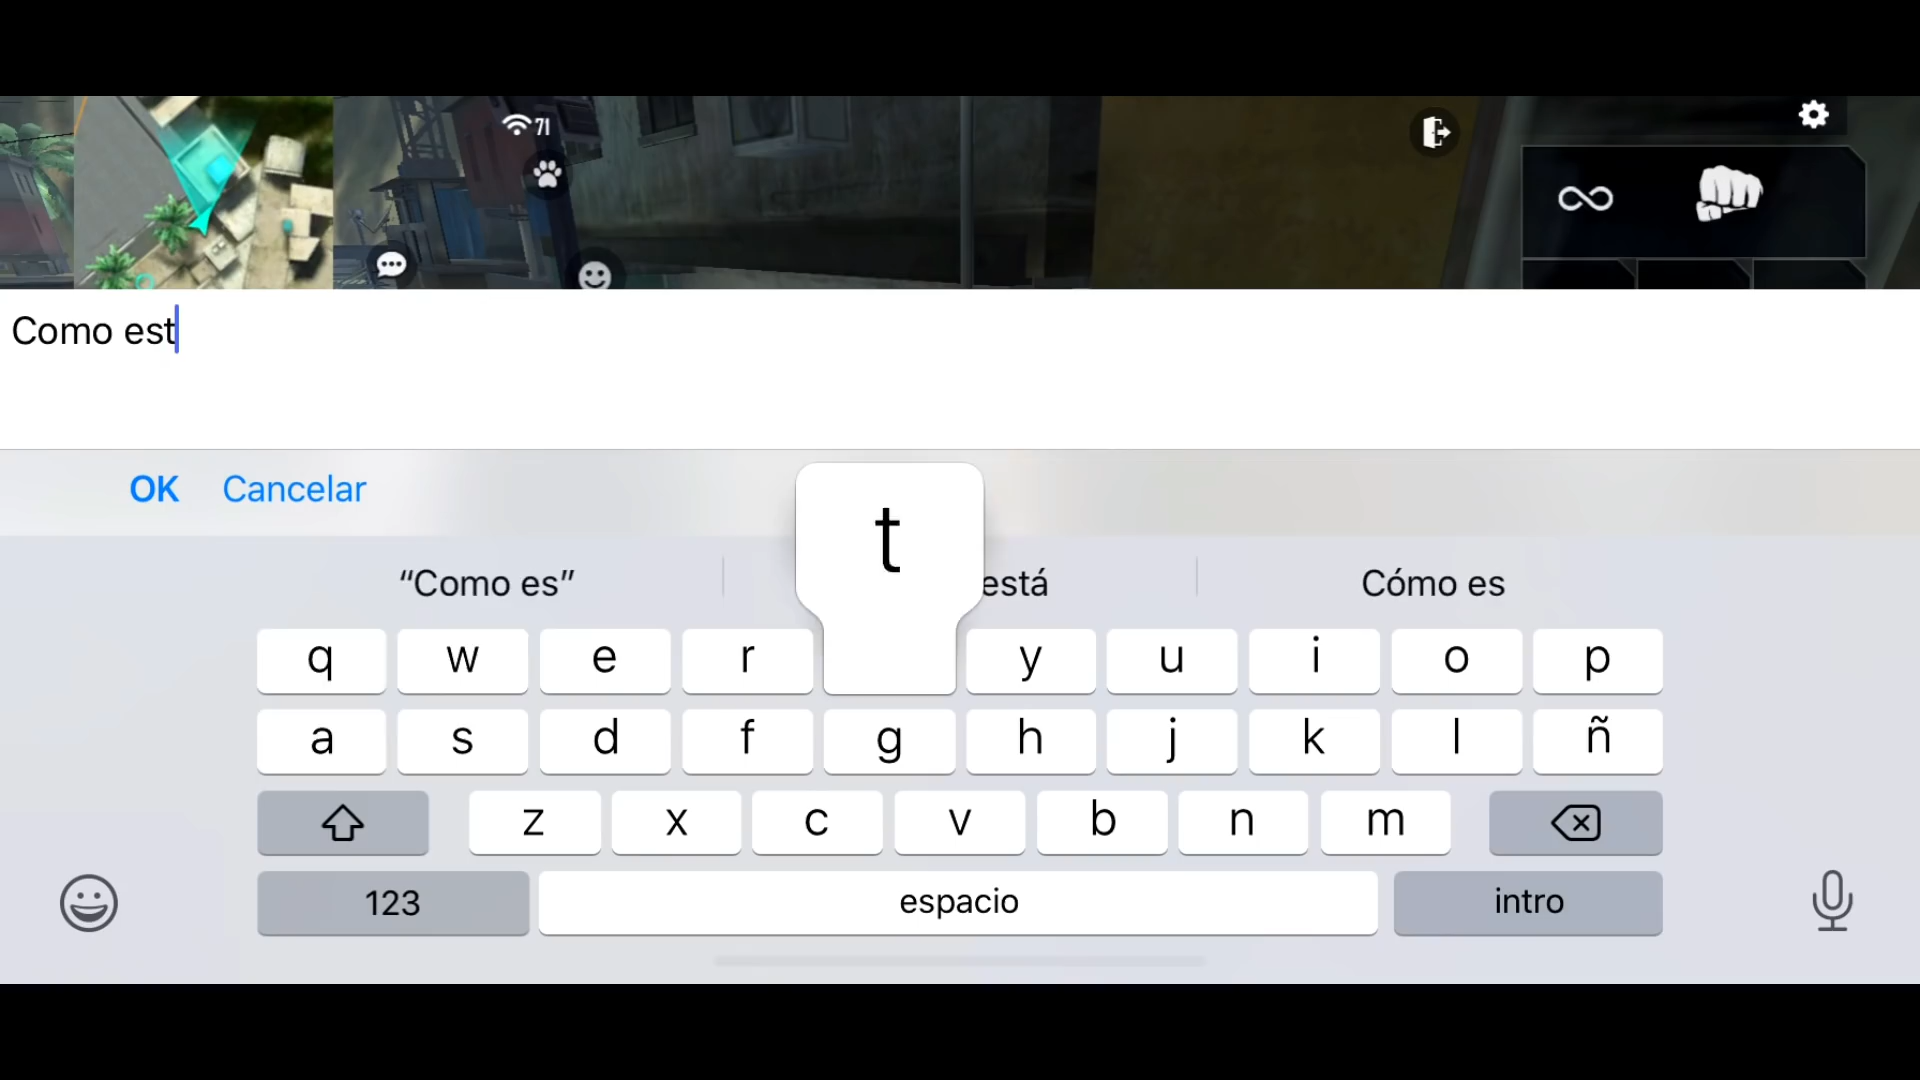 71
Como est
OK Cancelar
t
“Como es” está Cómo es
q w e r y u i o p
a s d f g h j k l ñ
z x c v b n m
123 espacio intro